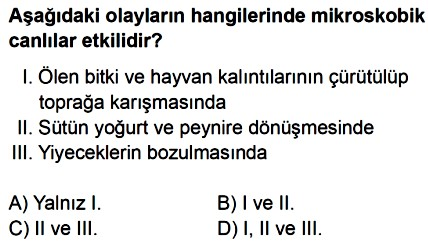 Aşağıdaki olayların hangilerinde mikroskobik
canlılar etkilidir?
I. Ölen bitki ve hayvan kalıntılarının çürütülüp
toprağa karışmasında
II. Sütün yoğurt ve peynire dönüşmesinde
III. Yiyeceklerin bozulmasında
A) Yalnız I. B) I ve II.
C) II ve III. D) I, II ve III.